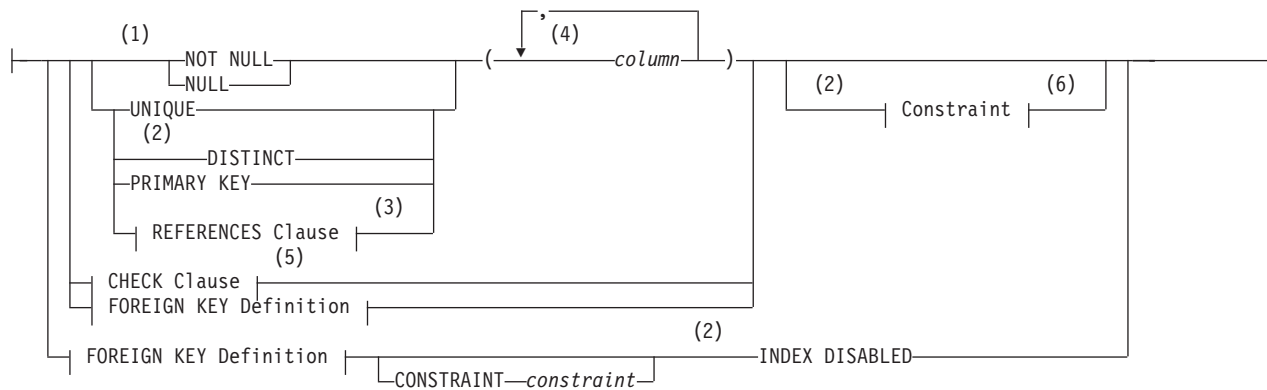 ,
(1) (4)
NOT NULL ( column )
NULL (2) (6)
UNIQUE Constraint
(2)
DISTINCT
PRIMARY KEY
(3)
REFERENCES Clause
(5)
CHECK Clause
FOREIGN KEY Definition
(2)
FOREIGN KEY Definition INDEX DISABLED
CONSTRAINT constraint